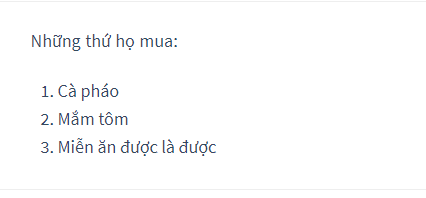 Những thứ họ mua:
1. Cà pháo
2. Mắm tôm
3. Miễn ăn được là được